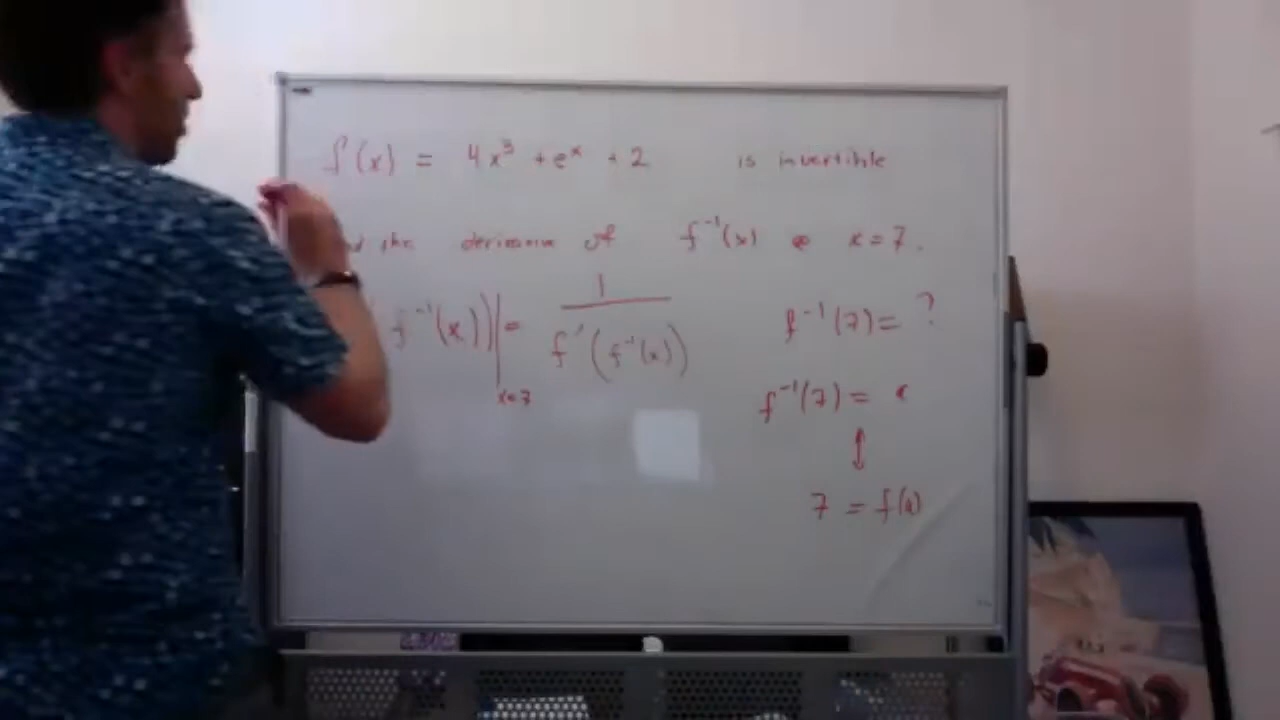 f(x) = 4x³ + eˣ + 2 is invertible
the derivative of f⁻¹(x) @ x = 7.
f⁻¹(x))|ₓ₌₇ = 1 / f'(f⁻¹(x))
f⁻¹(7) = ?
f⁻¹(7) =
↕
7 = f(a)